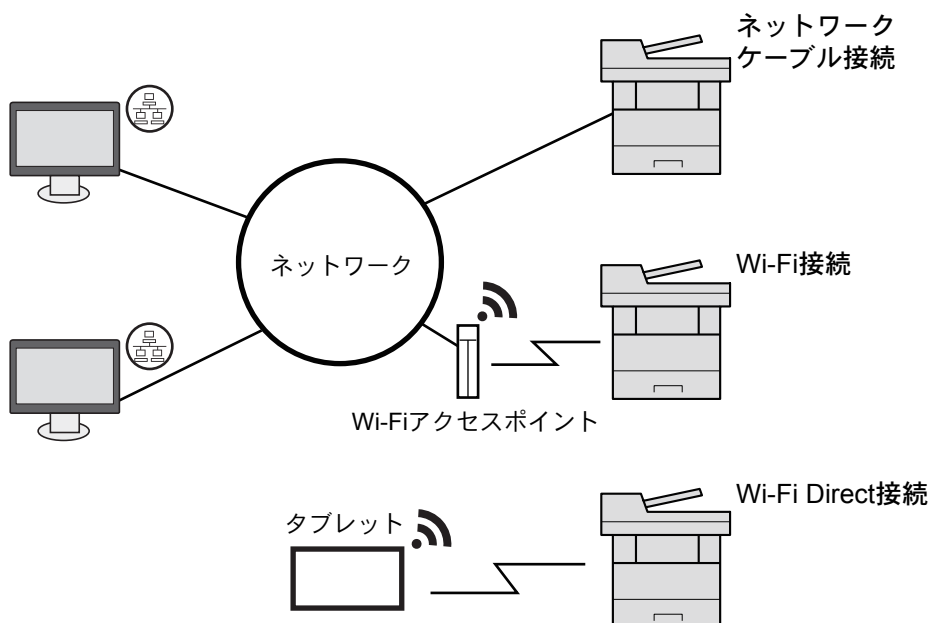 ネットワーク
ケーブル接続
ネットワーク
Wi-Fi接続
Wi-Fiアクセスポイント
Wi-Fi Direct接続
タブレット